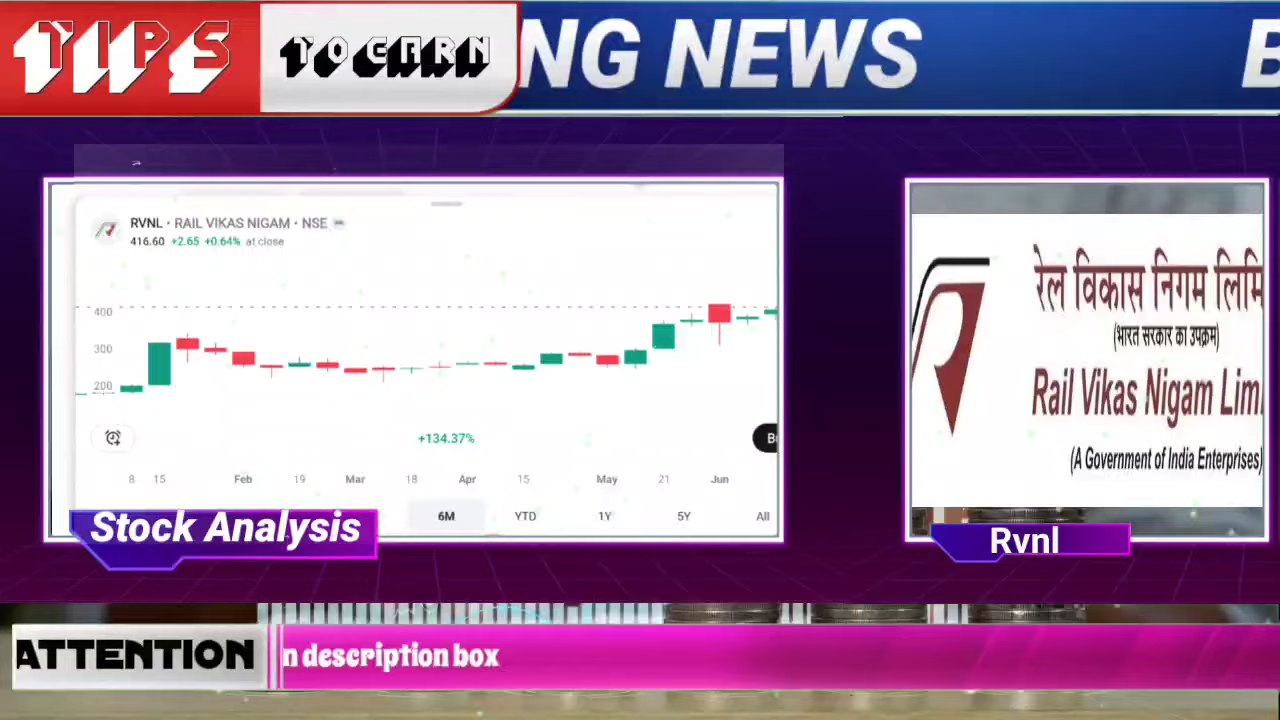 TIPS
TO EARN
NG NEWS
B
RVNL · RAIL VIKAS NIGAM · NSE
416.60 +2.65 +0.64% at close
400
300
200
+134.37%
B
8 15 Feb 19 Mar 18 Apr 15 May 21 Jun
6M YTD 1Y 5Y All
Stock Analysis
रेल विकास निगम लिमि
(भारत सरकार का उपक्रम)
Rail Vikas Nigam Lim
(A Government of India Enterprises)
Rvnl
ATTENTION
n description box